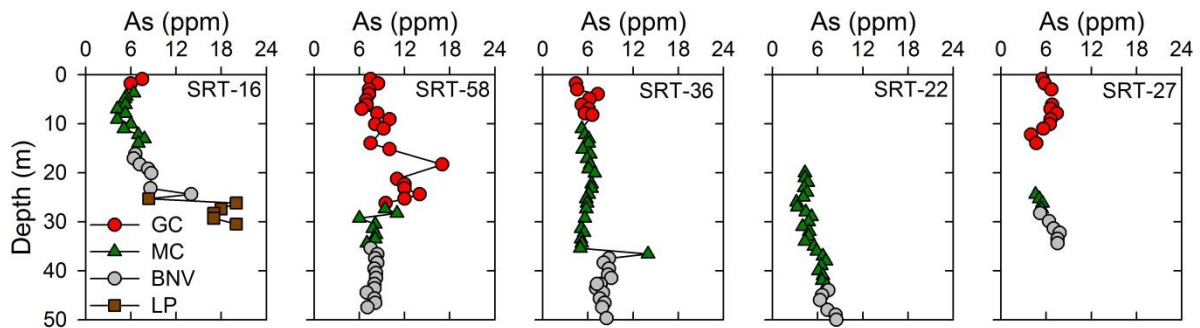 As (ppm) As (ppm) As (ppm) As (ppm) As (ppm)
0 6 12 18 24 0 6 12 18 24 0 6 12 18 24 0 6 12 18 24 0 6 12 18 24
0 SRT-16 SRT-58 SRT-36 SRT-22 SRT-27
10
20
30
40
50
Depth (m)
GC
MC
BNV
LP